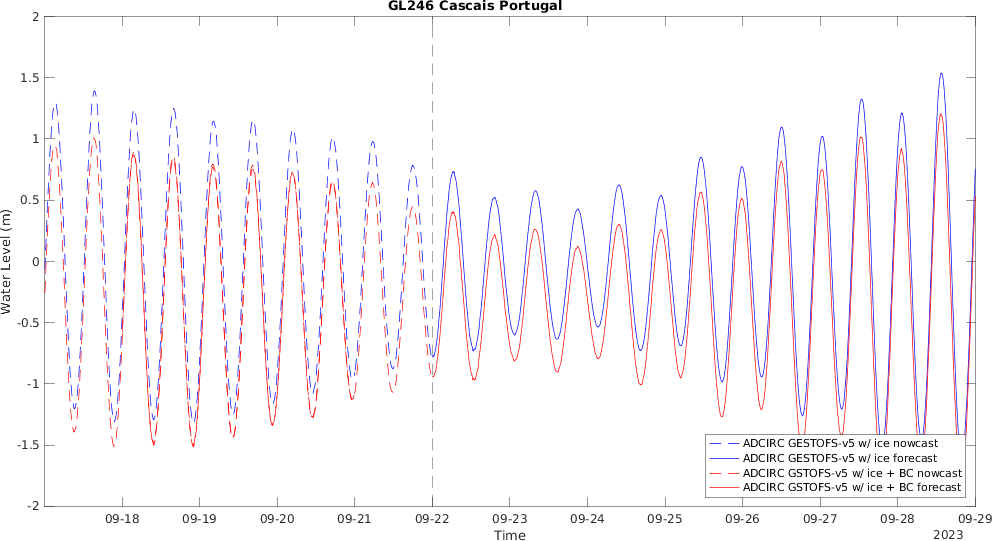 GL246 Cascais Portugal
2
1.5
1
0.5
0
-0.5
-1
-1.5
-2
Water Level (m)
ADCIRC GESTOFS-v5 w/ ice nowcast
ADCIRC GESTOFS-v5 w/ ice forecast
ADCIRC GSTOFS-v5 w/ ice + BC nowcast
ADCIRC GSTOFS-v5 w/ ice + BC forecast
09-18 09-19 09-20 09-21 09-22 09-23 09-24 09-25 09-26 09-27 09-28 09-29
Time
2023